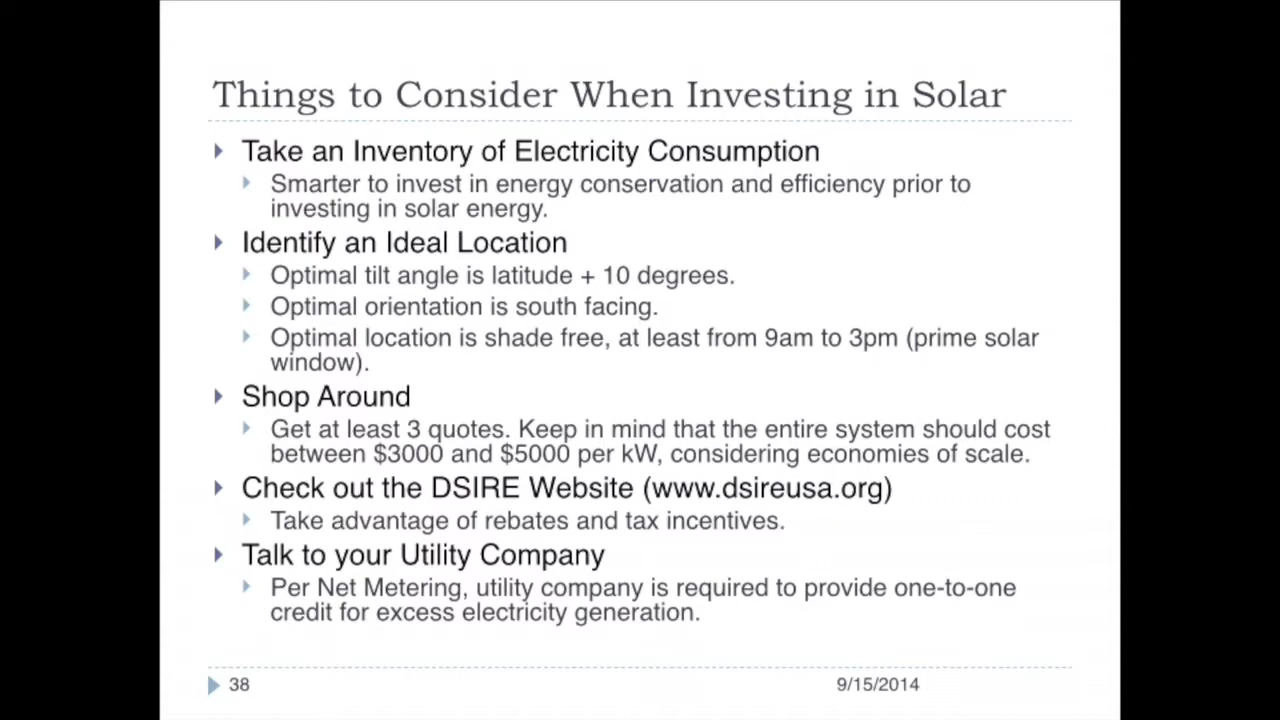 Things to Consider When Investing in Solar
Take an Inventory of Electricity Consumption
Smarter to invest in energy conservation and efficiency prior to
investing in solar energy.
Identify an Ideal Location
Optimal tilt angle is latitude + 10 degrees.
Optimal orientation is south facing.
Optimal location is shade free, at least from 9am to 3pm (prime solar
window).
Shop Around
Get at least 3 quotes. Keep in mind that the entire system should cost
between $3000 and $5000 per kW, considering economies of scale.
Check out the DSIRE Website (www.dsireusa.org)
Take advantage of rebates and tax incentives.
Talk to your Utility Company
Per Net Metering, utility company is required to provide one-to-one
credit for excess electricity generation.
38 9/15/2014